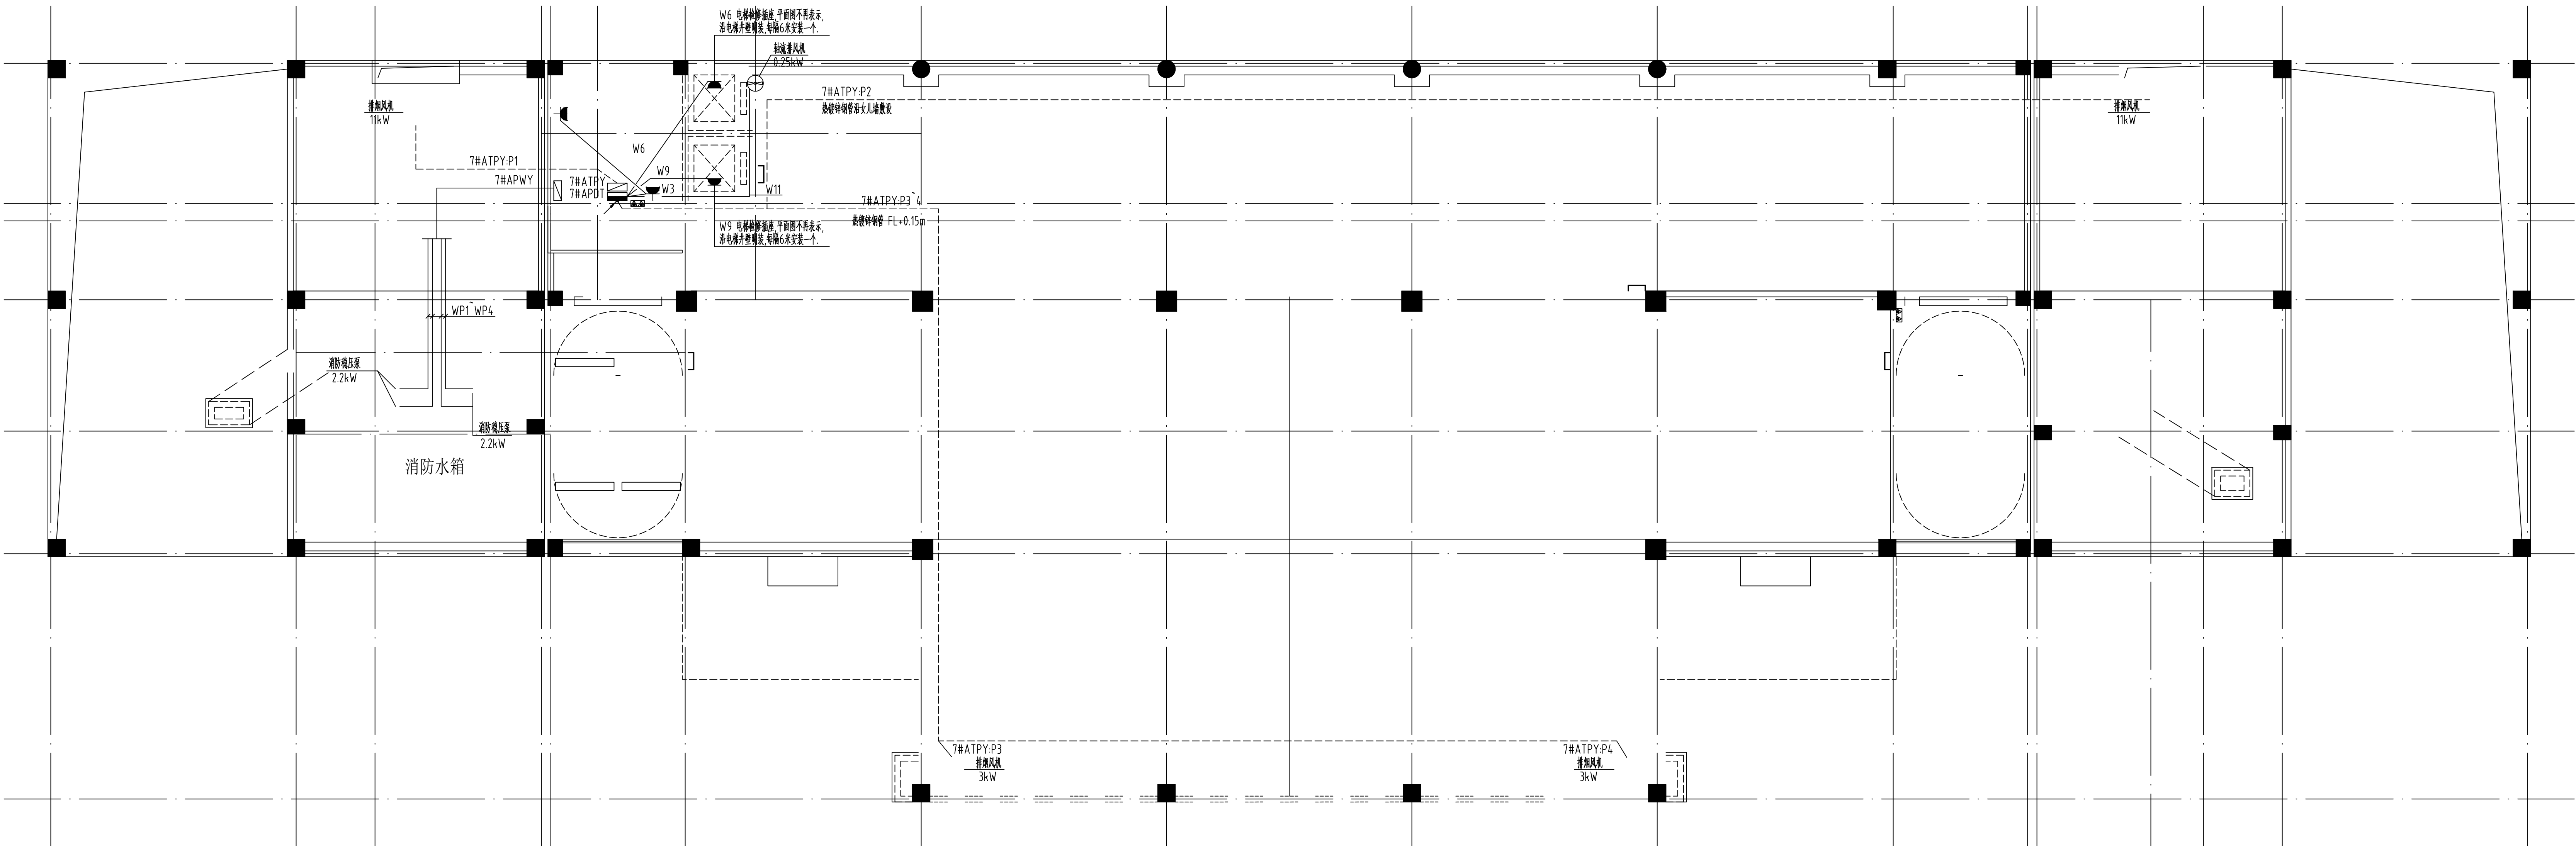 W6 电梯检修插座,平面图不再表示,
沿电梯井壁明装,每隔6米安装一个.
轴流排风机
0.25kW
7#ATPY:P2
热镀锌钢管沿女儿墙敷设
排烟风机
11kW
排烟风机
11kW
W6
7#ATPY:P1
W9
7#APWY
7#ATPY
7#APDT
W3
W11
7#ATPY:P3~4
热镀锌钢管 FL+0.15m
W9 电梯检修插座,平面图不再表示,
沿电梯井壁明装,每隔6米安装一个.
WP1~WP4
消防稳压泵
2.2kW
消防稳压泵
2.2kW
消防水箱
7#ATPY:P3
排烟风机
3kW
7#ATPY:P4
排烟风机
3kW